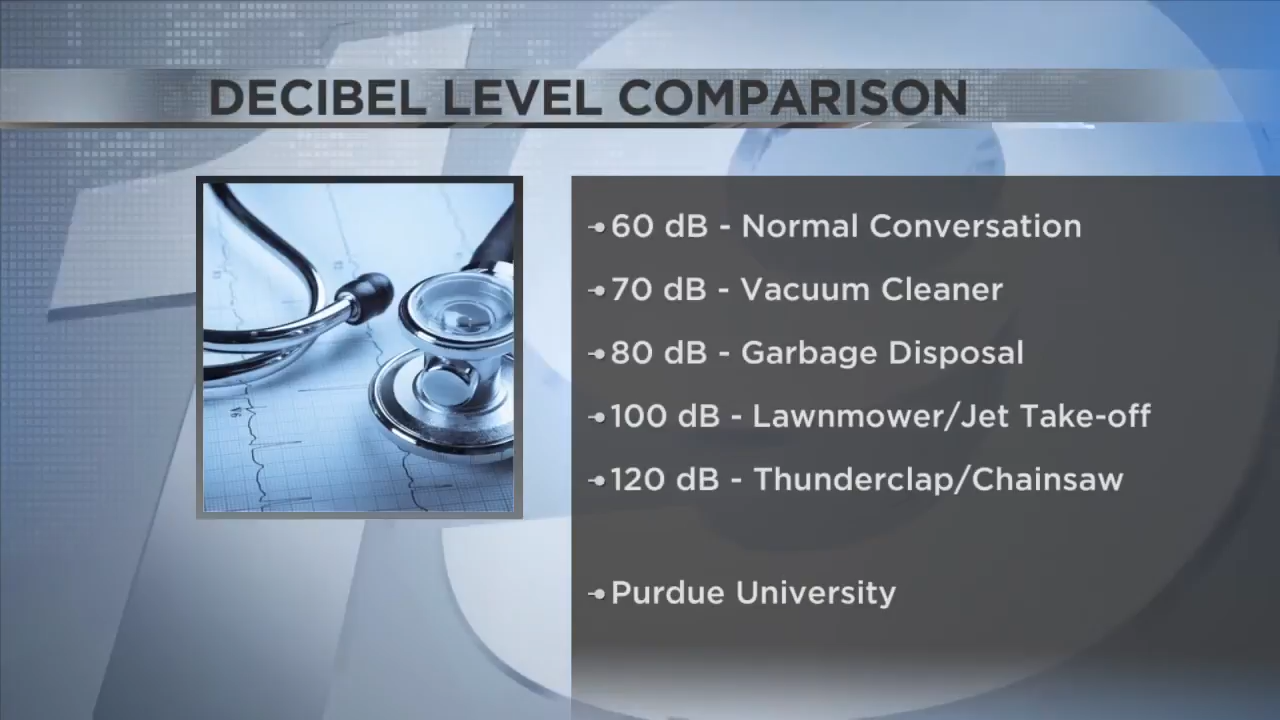 DECIBEL LEVEL COMPARISON
60 dB - Normal Conversation
70 dB - Vacuum Cleaner
80 dB - Garbage Disposal
100 dB - Lawnmower/Jet Take-off
120 dB - Thunderclap/Chainsaw
Purdue University